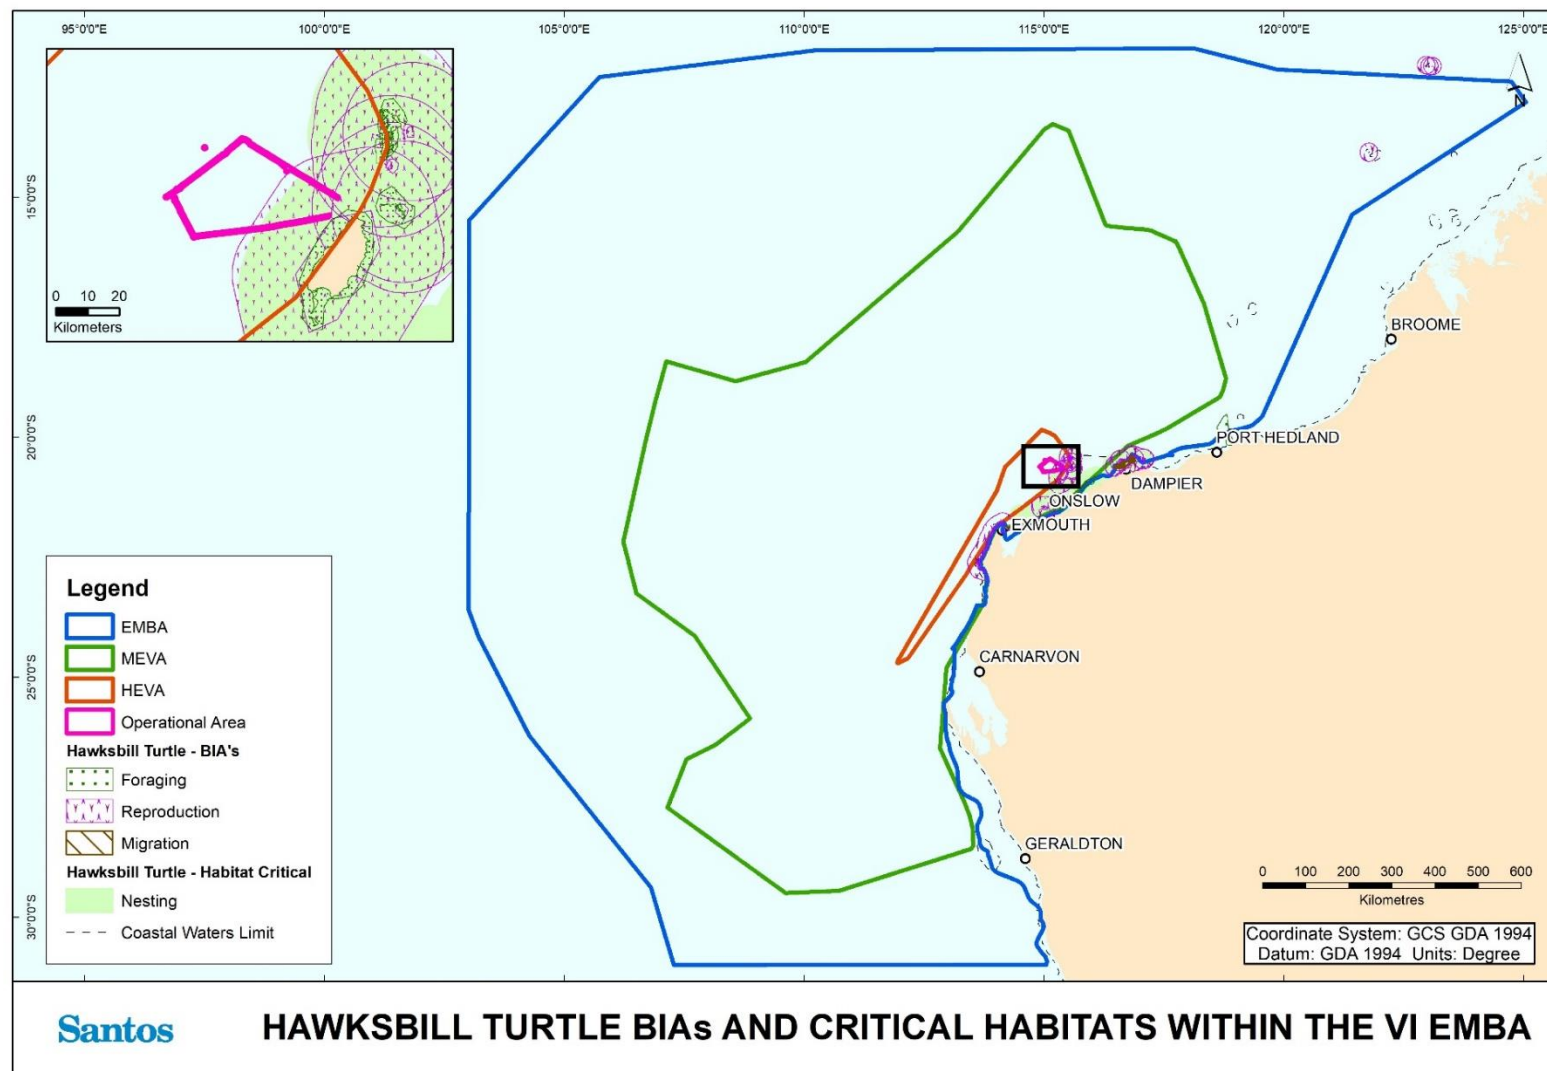 95°0'0"E 100°0'0"E 105°0'0"E 110°0'0"E 115°0'0"E 120°0'0"E 125°0'0"E
N
15°0'0"S
20°0'0"S
25°0'0"S
30°0'0"S
0 10 20
Kilometers
BROOME
PORT HEDLAND
DAMPIER
ONSLOW
EXMOUTH
CARNARVON
GERALDTON
Legend
EMBA
MEVA
HEVA
Operational Area
Hawksbill Turtle - BIA's
Foraging
Reproduction
Migration
Hawksbill Turtle - Habitat Critical
Nesting
Coastal Waters Limit
0 100 200 300 400 500 600
Kilometres
Coordinate System: GCS GDA 1994
Datum: GDA 1994 Units: Degree
Santos
HAWKSBILL TURTLE BIAs AND CRITICAL HABITATS WITHIN THE VI EMBA